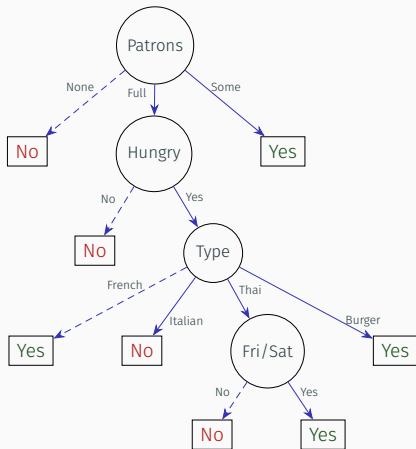 Patrons
None
Full
Some
No
Hungry
Yes
No
Yes
No
Type
French
Italian
Thai
Burger
Yes
No
Fri/Sat
Yes
No
Yes
No
Yes